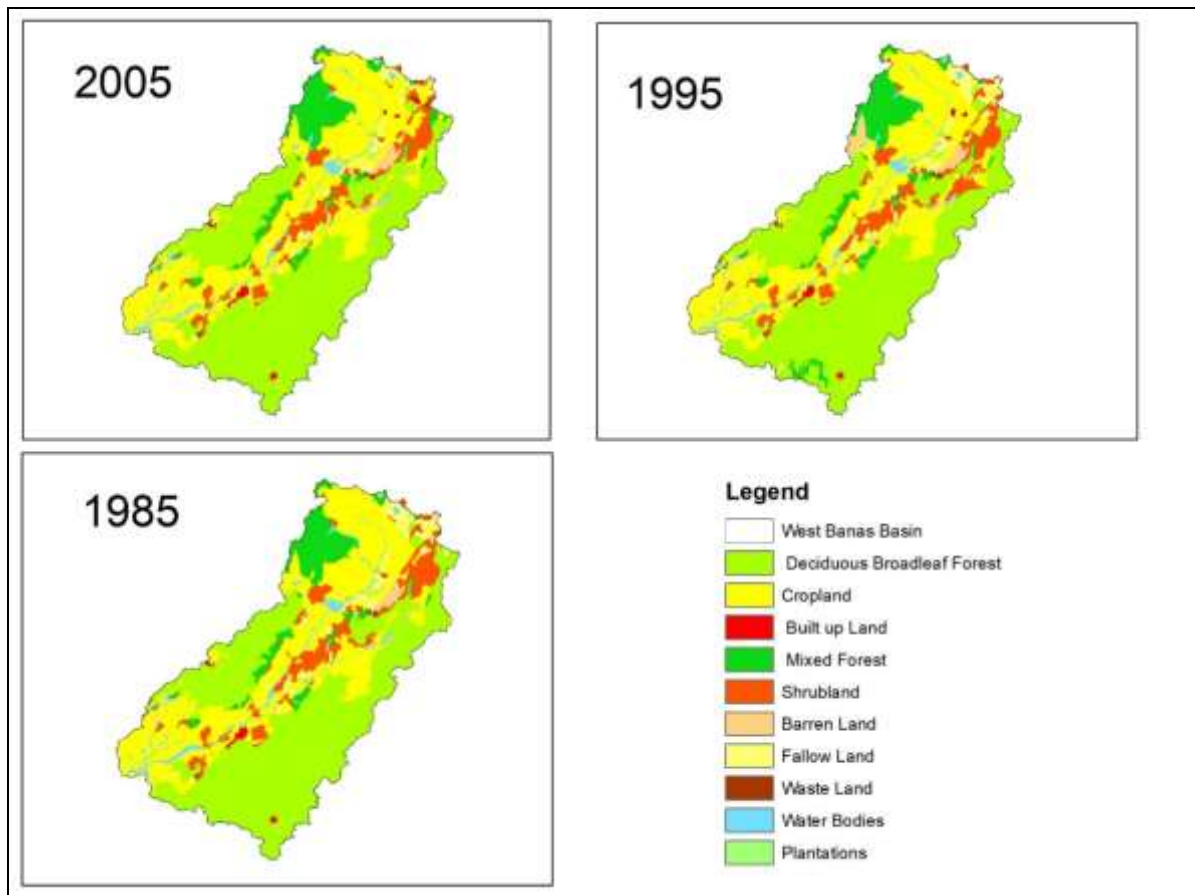 2005
1995
1985
Legend
West Banas Basin
Deciduous Broadleaf Forest
Cropland
Built up Land
Mixed Forest
Shrubland
Barren Land
Fallow Land
Waste Land
Water Bodies
Plantations